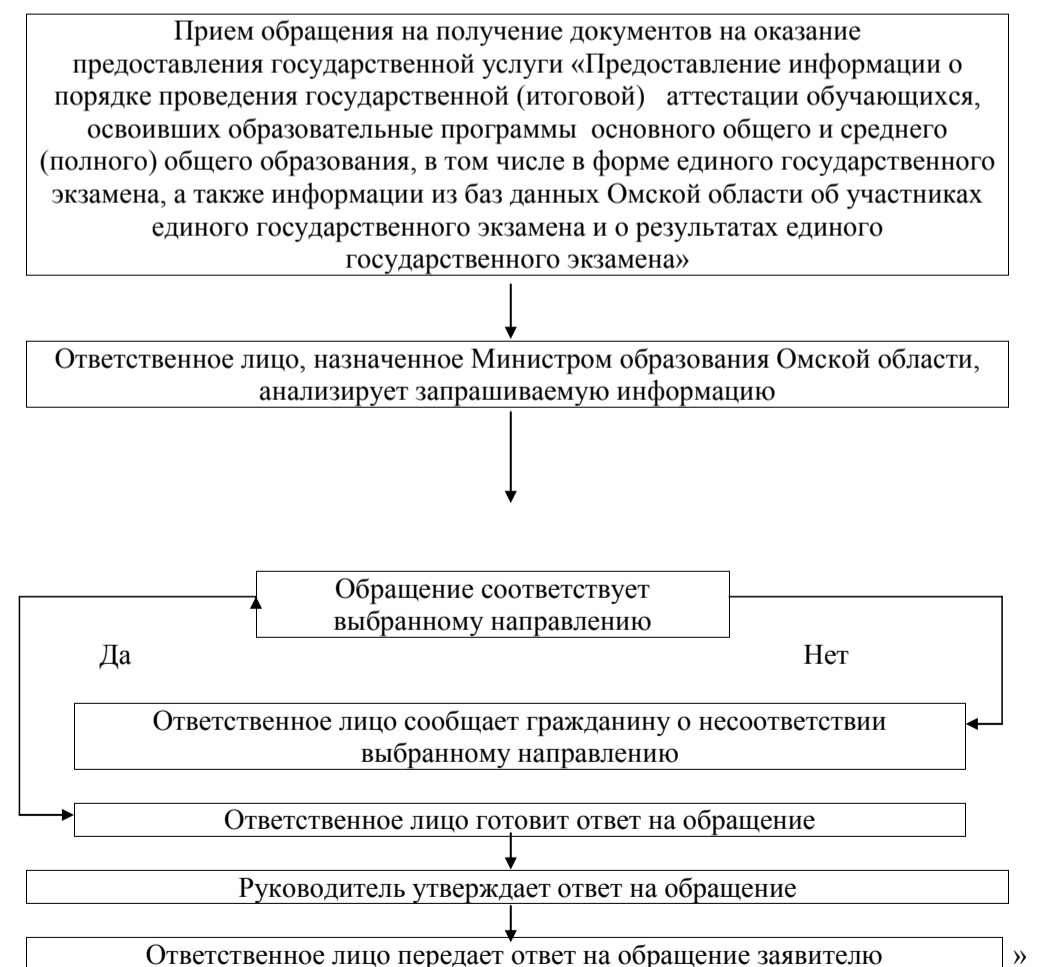 Прием обращения на получение документов на оказание
предоставления государственной услуги «Предоставление информации о
порядке проведения государственной (итоговой) аттестации обучающихся,
освоивших образовательные программы основного общего и среднего
(полного) общего образования, в том числе в форме единого государственного
экзамена, а также информации из баз данных Омской области об участниках
единого государственного экзамена и о результатах единого
государственного экзамена»
Ответственное лицо, назначенное Министром образования Омской области,
анализирует запрашиваемую информацию
Обращение соответствует
выбранному направлению
Да
Нет
Ответственное лицо сообщает гражданину о несоответствии
выбранному направлению
Ответственное лицо готовит ответ на обращение
Руководитель утверждает ответ на обращение
Ответственное лицо передает ответ на обращение заявителю »